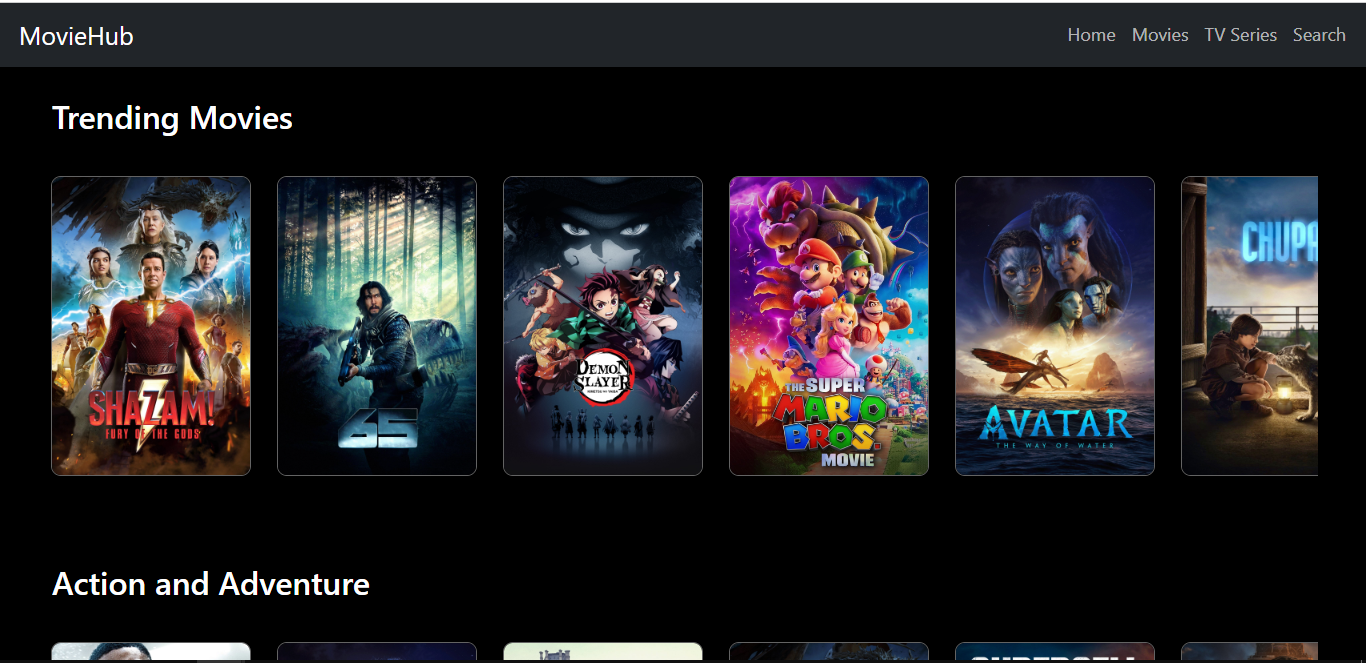 MovieHub
Home Movies TV Series Search
Trending Movies
SHAZAM!
FURY OF THE GODS
65
DEMON
SLAYER
THE SUPER
MARIO
BROS.
MOVIE
AVATAR
THE WAY OF WATER
CHUPA
Action and Adventure